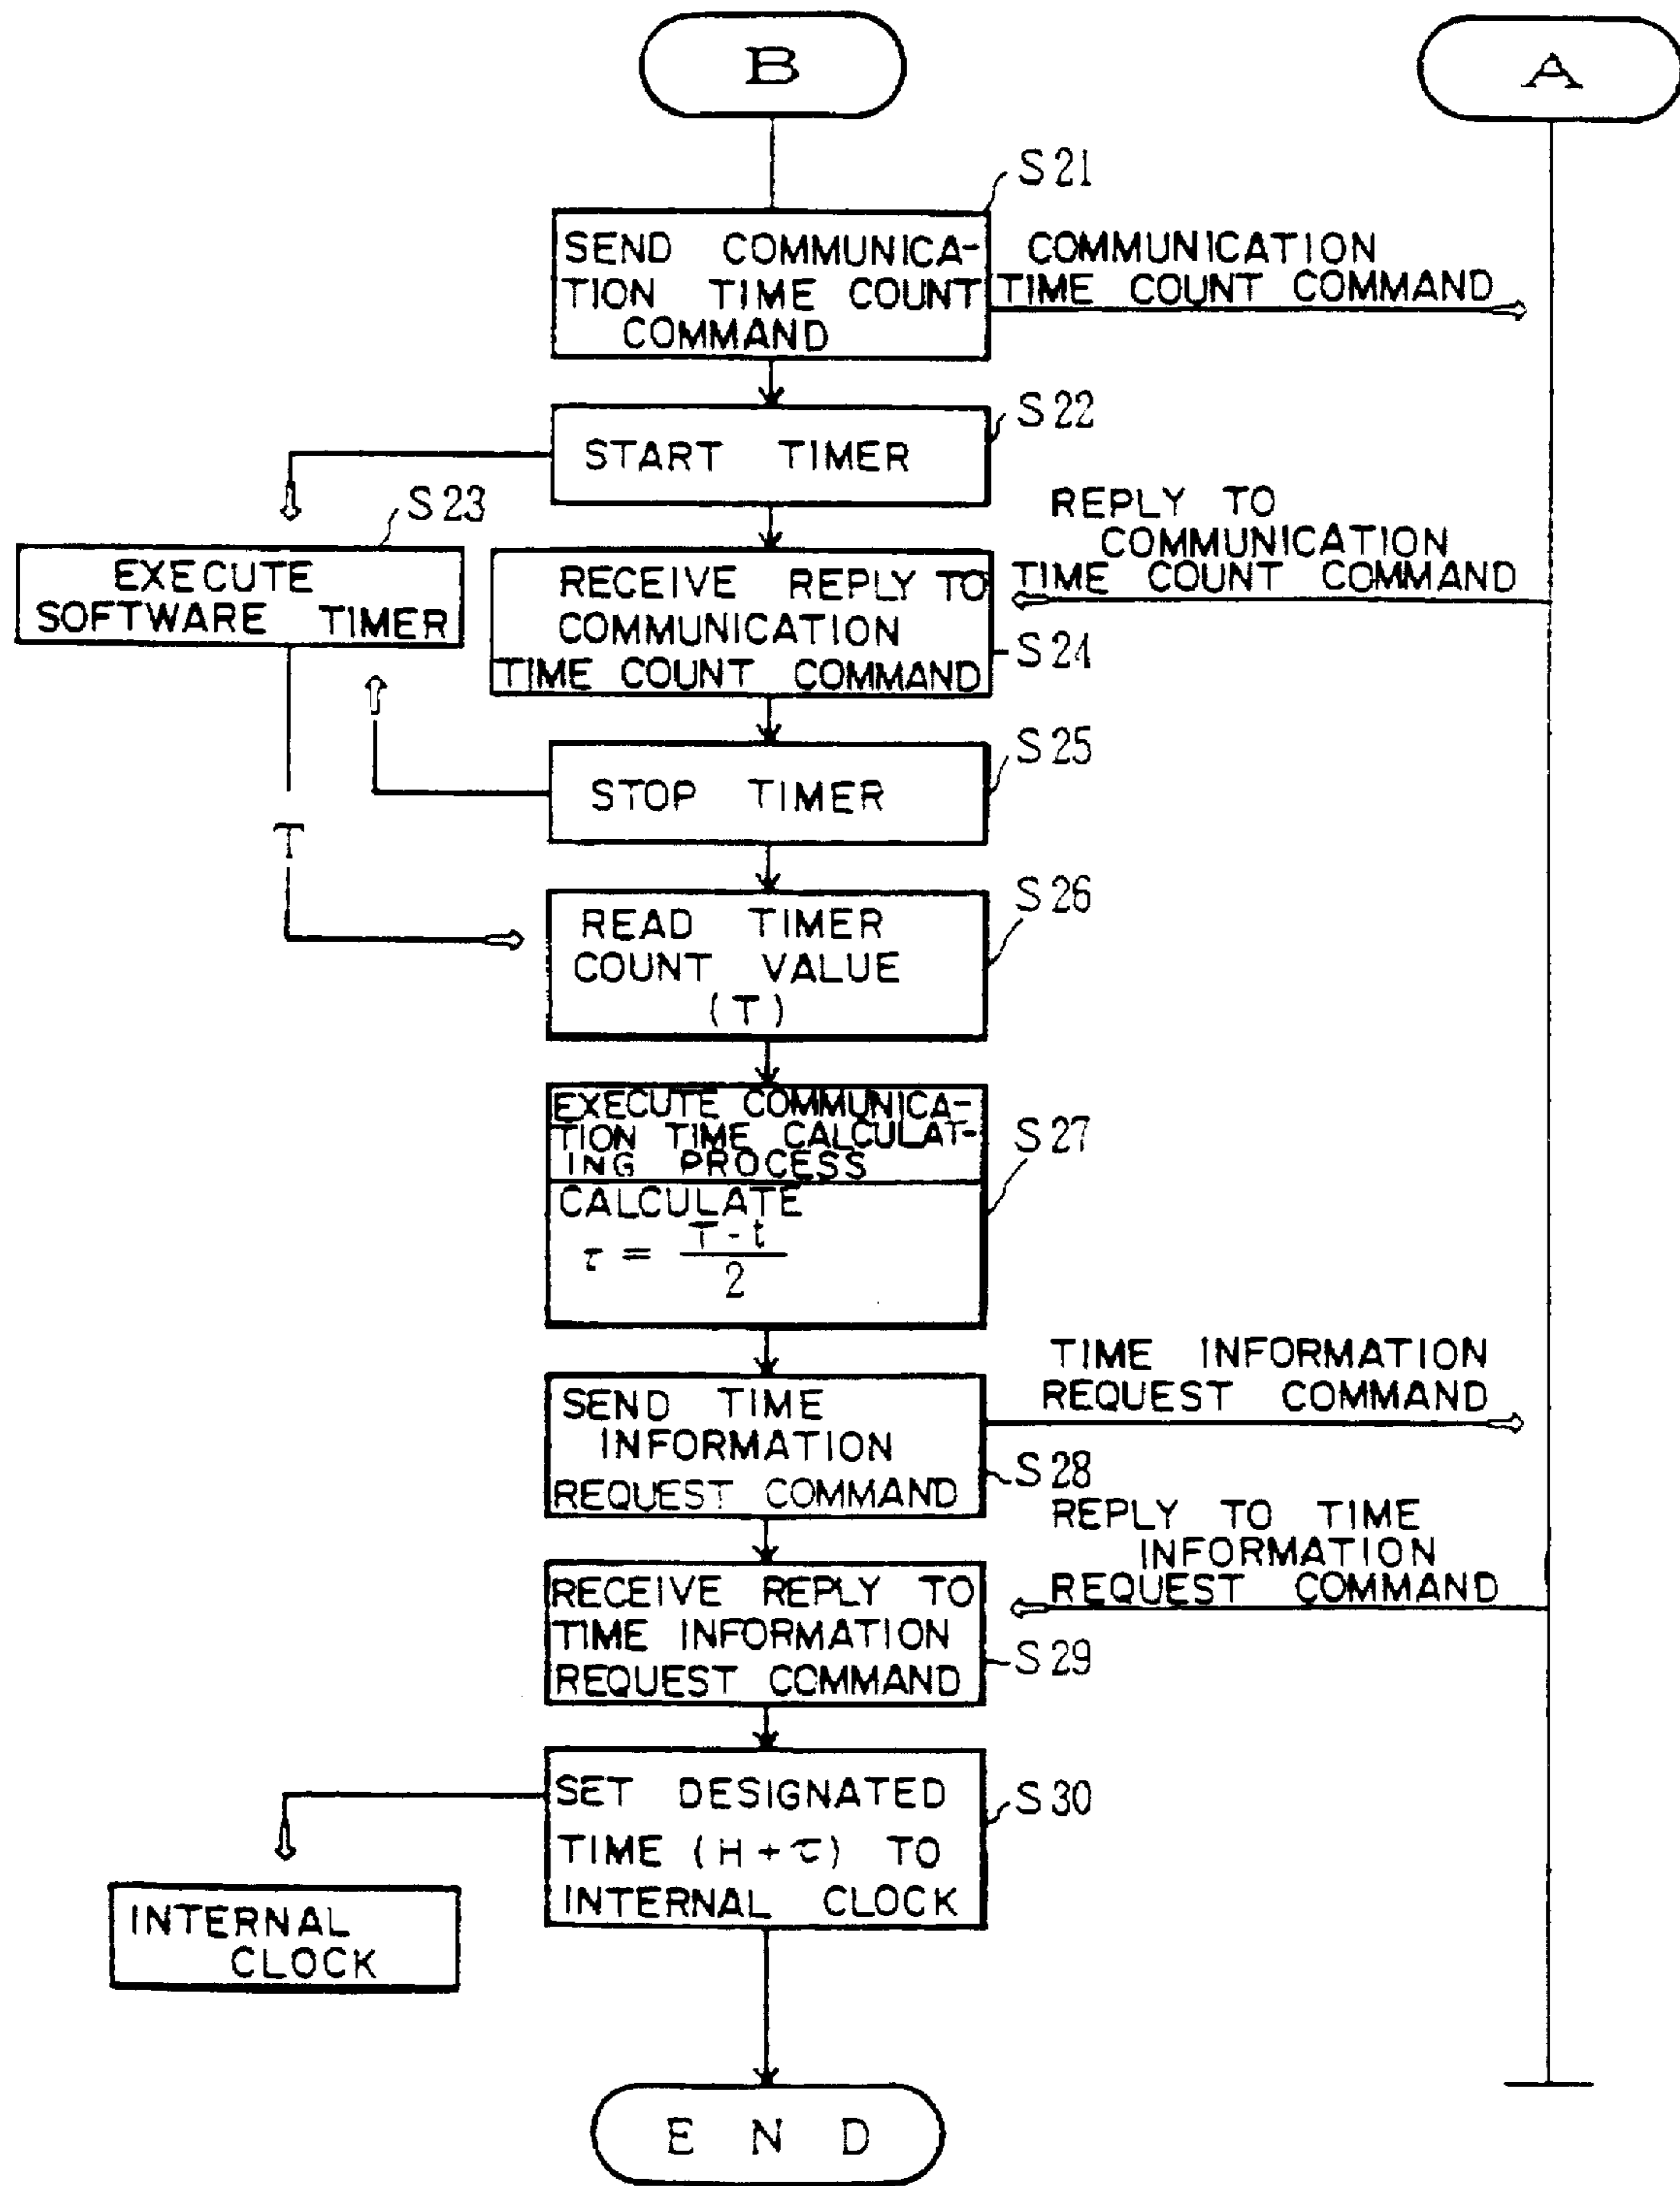 B
A
S21
SEND COMMUNICA-
TION TIME COUNT
COMMAND
COMMUNICATION
TIME COUNT COMMAND
S22
START TIMER
S23
EXECUTE
SOFTWARE TIMER
REPLY TO
COMMUNICATION
TIME COUNT COMMAND
RECEIVE REPLY TO
COMMUNICATION
TIME COUNT COMMAND
S24
S25
STOP TIMER
T
S26
READ TIMER
COUNT VALUE
(T)
EXECUTE COMMUNICA-
TION TIME CALCULAT-
ING PROCESS
S27
CALCULATE
τ = T-t
2
TIME INFORMATION
REQUEST COMMAND
SEND TIME
INFORMATION
REQUEST COMMAND
S28
REPLY TO TIME
INFORMATION
REQUEST COMMAND
RECEIVE REPLY TO
TIME INFORMATION
REQUEST COMMAND
S29
SET DESIGNATED
TIME (H+τ) TO
INTERNAL CLOCK
S30
INTERNAL
CLOCK
END